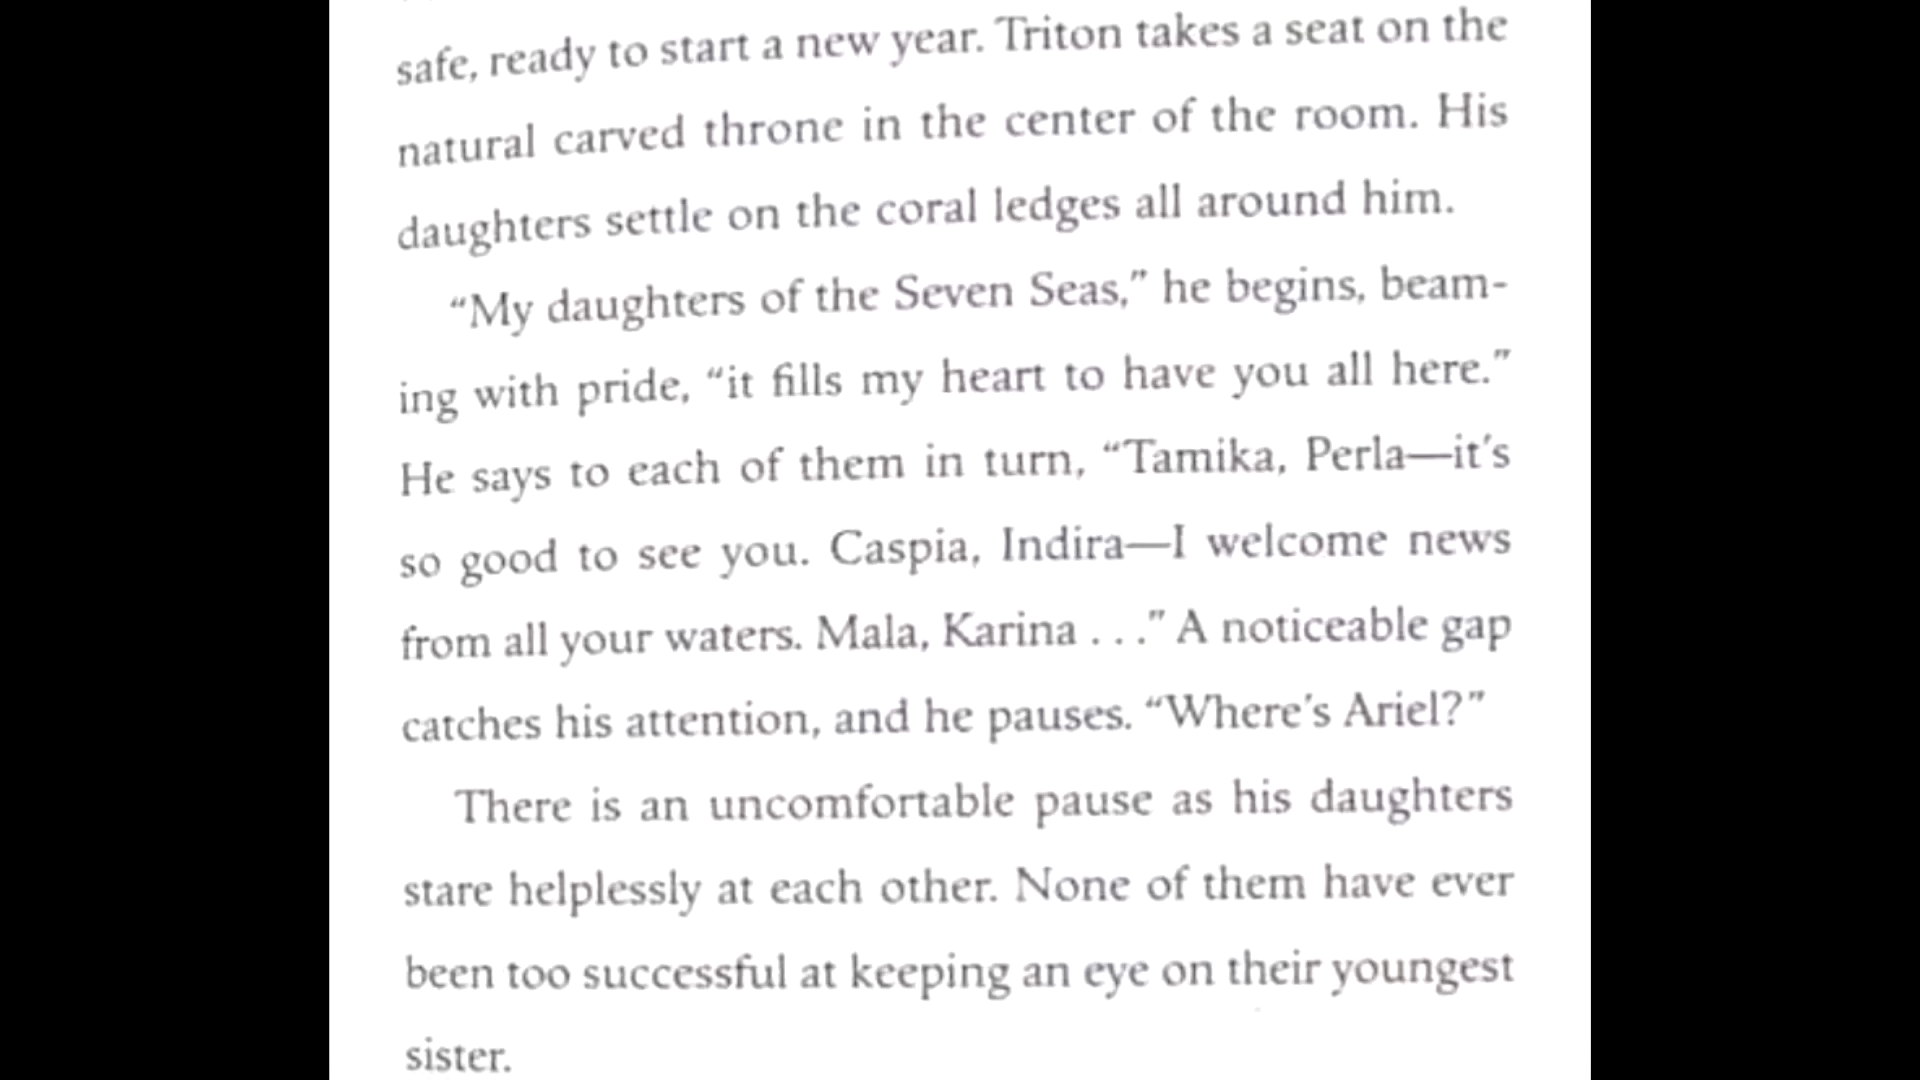 safe, ready to start a new year. Triton takes a seat on the
natural carved throne in the center of the room. His
daughters settle on the coral ledges all around him.
“My daughters of the Seven Seas,” he begins, beam-
ing with pride, “it fills my heart to have you all here.”
He says to each of them in turn, “Tamika, Perla—it’s
so good to see you. Caspia, Indira—I welcome news
from all your waters. Mala, Karina . . .” A noticeable gap
catches his attention, and he pauses. “Where’s Ariel?”
There is an uncomfortable pause as his daughters
stare helplessly at each other. None of them have ever
been too successful at keeping an eye on their youngest
sister.